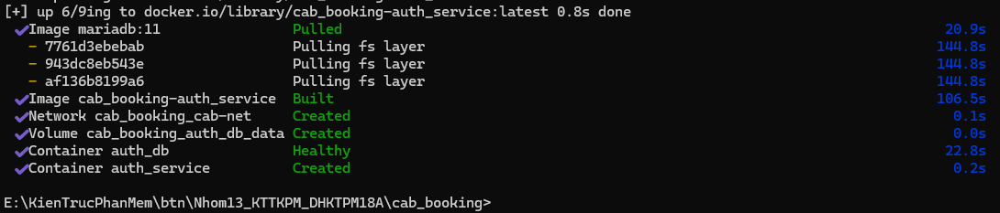 [+] up 6/9ing to docker.io/library/cab_booking-auth_service:latest 0.8s done
✔Image mariadb:11 Pulled 20.9s
- 7761d3ebebab Pulling fs layer 144.8s
- 943dc8eb543e Pulling fs layer 144.8s
- af136b8199a6 Pulling fs layer 144.8s
✔Image cab_booking-auth_service Built 106.5s
✔Network cab_booking_cab-net Created 0.1s
✔Volume cab_booking_auth_db_data Created 0.0s
✔Container auth_db Healthy 22.8s
✔Container auth_service Created 0.2s
E:\KienTrucPhanMem\btn\Nhom13_KTTKPM_DHKTPM18A\cab_booking>